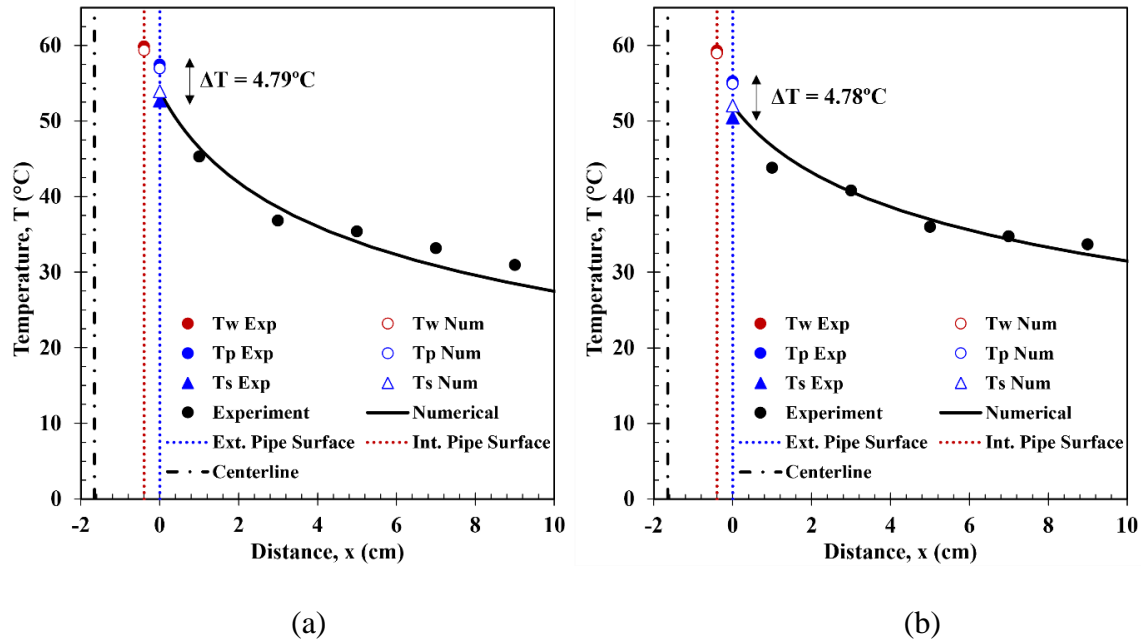 60
50
40
30
20
10
0
Temperature, T (°C)
ΔT = 4.79ºC
Tw Exp
Tw Num
Tp Exp
Tp Num
Ts Exp
Ts Num
Experiment
Numerical
Ext. Pipe Surface
Int. Pipe Surface
Centerline
-2 0 2 4 6 8 10
Distance, x (cm)
(a)
60
50
40
30
20
10
0
Temperature, T (°C)
ΔT = 4.78ºC
Tw Exp
Tw Num
Tp Exp
Tp Num
Ts Exp
Ts Num
Experiment
Numerical
Ext. Pipe Surface
Int. Pipe Surface
Centerline
-2 0 2 4 6 8 10
Distance, x (cm)
(b)